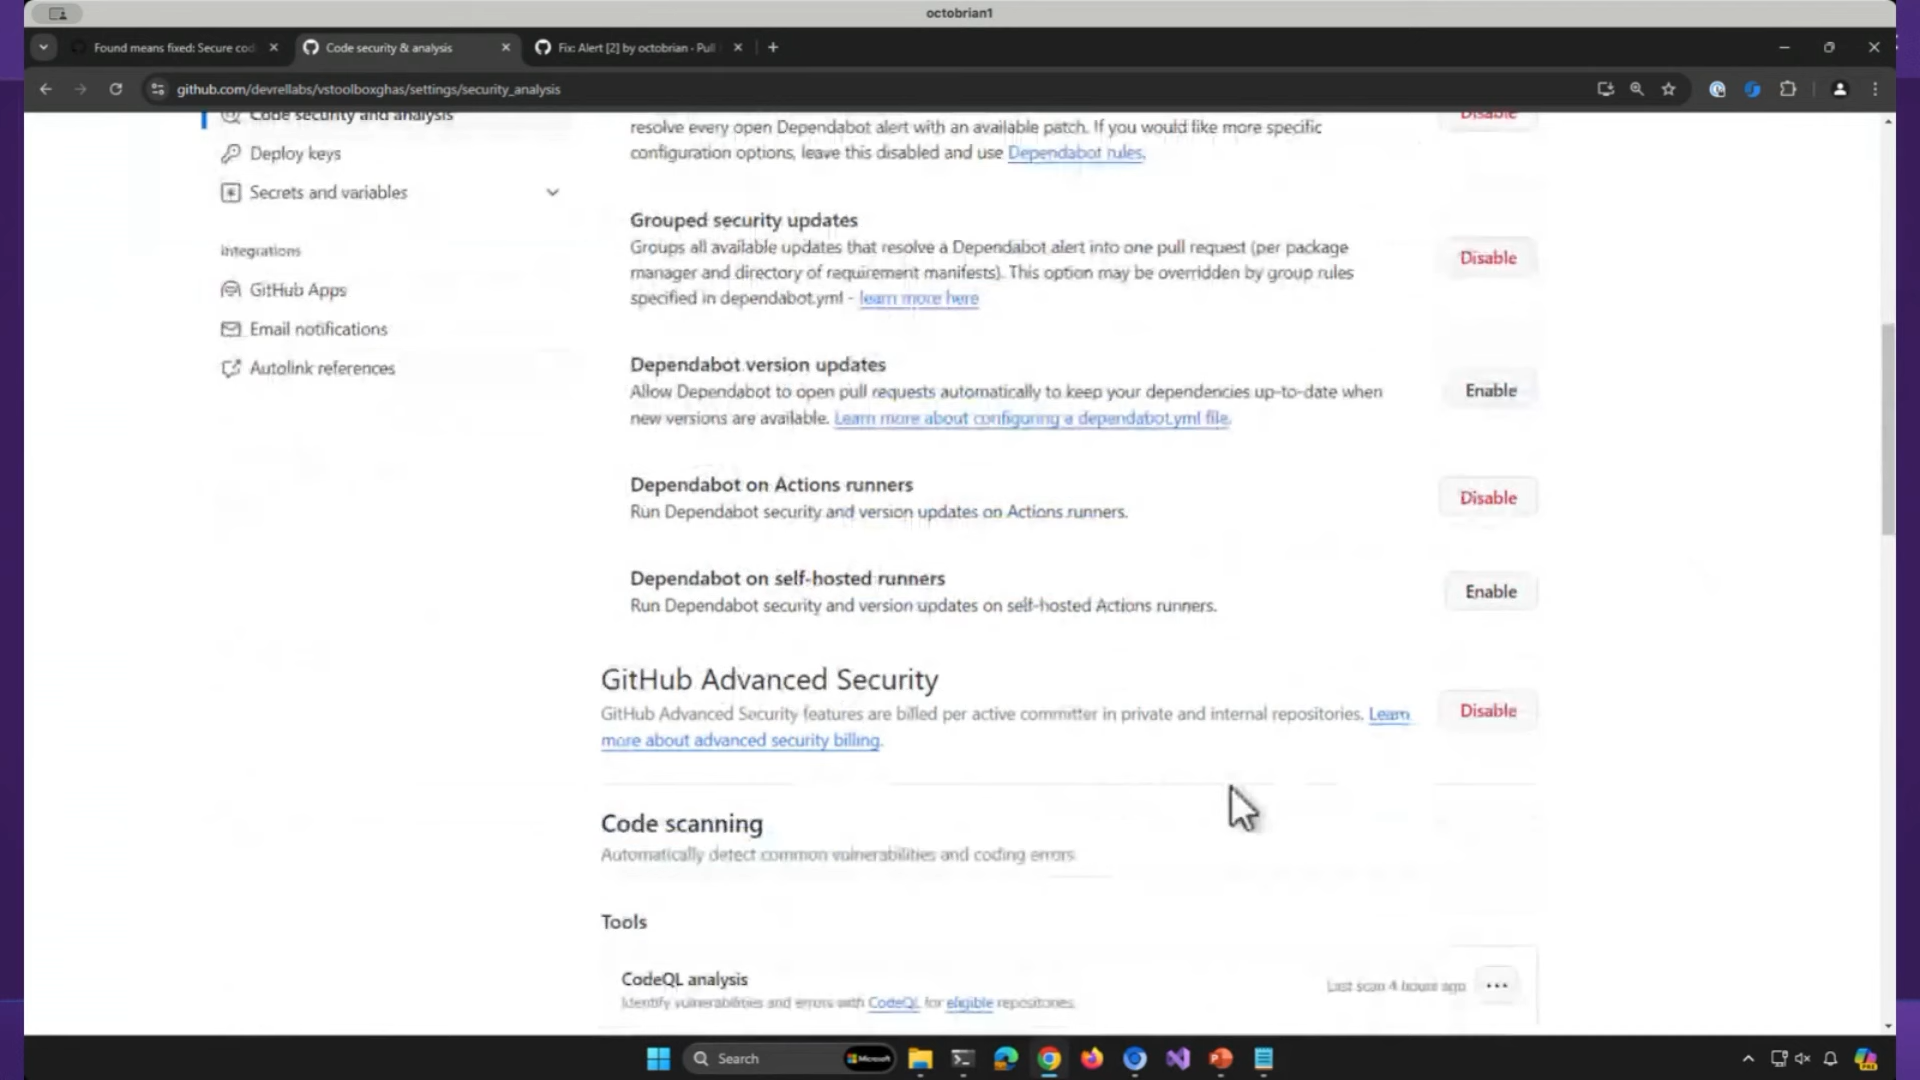 octobrian1
Found means fixed: Secure cod
Code security & analysis
Fix: Alert [2] by octobrian · Pull
github.com/devrellabs/vstoolboxghas/settings/security_analysis
Code security and analysis
Deploy keys
Secrets and variables
Integrations
GitHub Apps
Email notifications
Autolink references
resolve every open Dependabot alert with an available patch. If you would like more specific
configuration options, leave this disabled and use Dependabot rules.
Disable
Grouped security updates
Groups all available updates that resolve a Dependabot alert into one pull request (per package
manager and directory of requirement manifests). This option may be overridden by group rules
specified in dependabot.yml - learn more here
Disable
Dependabot version updates
Allow Dependabot to open pull requests automatically to keep your dependencies up-to-date when
new versions are available. Learn more about configuring a dependabot.yml file.
Enable
Dependabot on Actions runners
Run Dependabot security and version updates on Actions runners.
Disable
Dependabot on self-hosted runners
Run Dependabot security and version updates on self-hosted Actions runners.
Enable
GitHub Advanced Security
GitHub Advanced Security features are billed per active committer in private and internal repositories. Learn
more about advanced security billing.
Disable
Code scanning
Automatically detect common vulnerabilities and coding errors
Tools
CodeQL analysis
Identify vulnerabilities and errors with CodeQL for eligible repositories.
Last scan 4 hours ago
Search
Microsoft
PRE